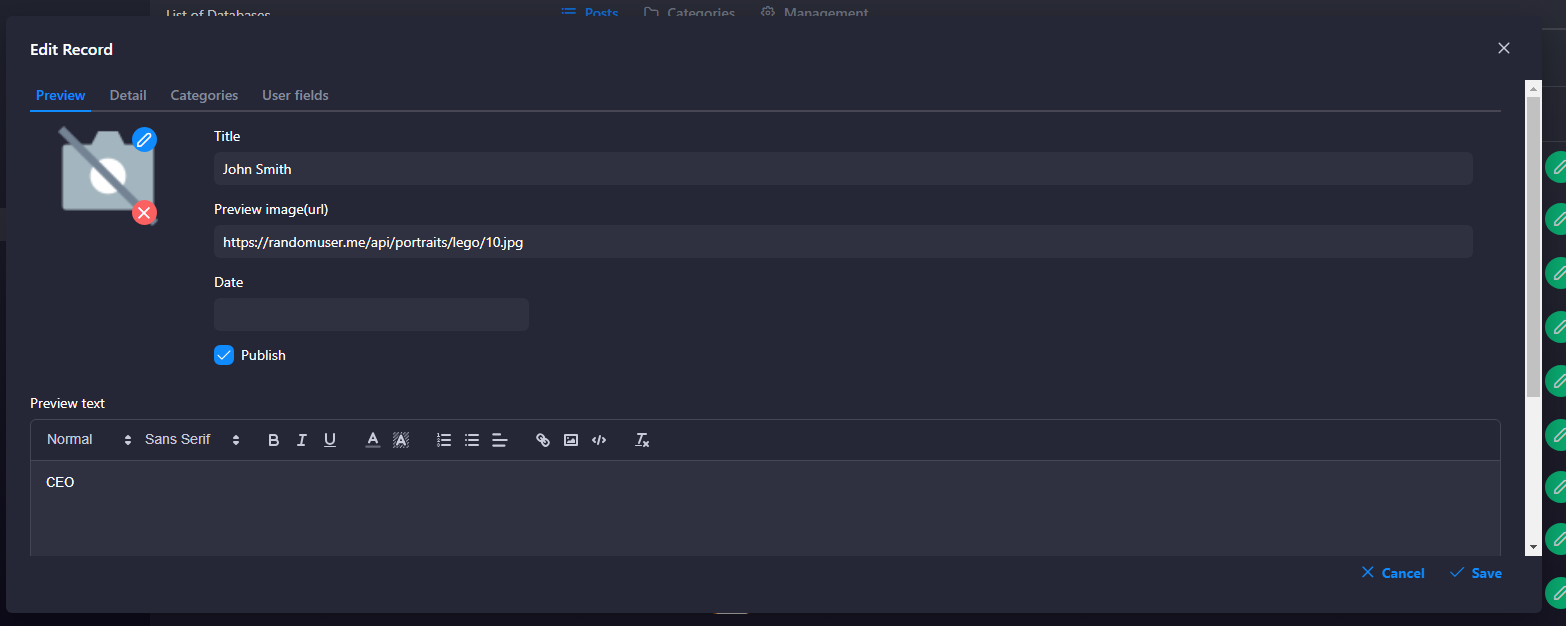 List of Databases Posts Categories Management
Edit Record
Preview Detail Categories User fields
Title
John Smith
Preview image(url)
https://randomuser.me/api/portraits/lego/10.jpg
Date
Publish
Preview text
Normal Sans Serif B I U A A
CEO
Cancel Save